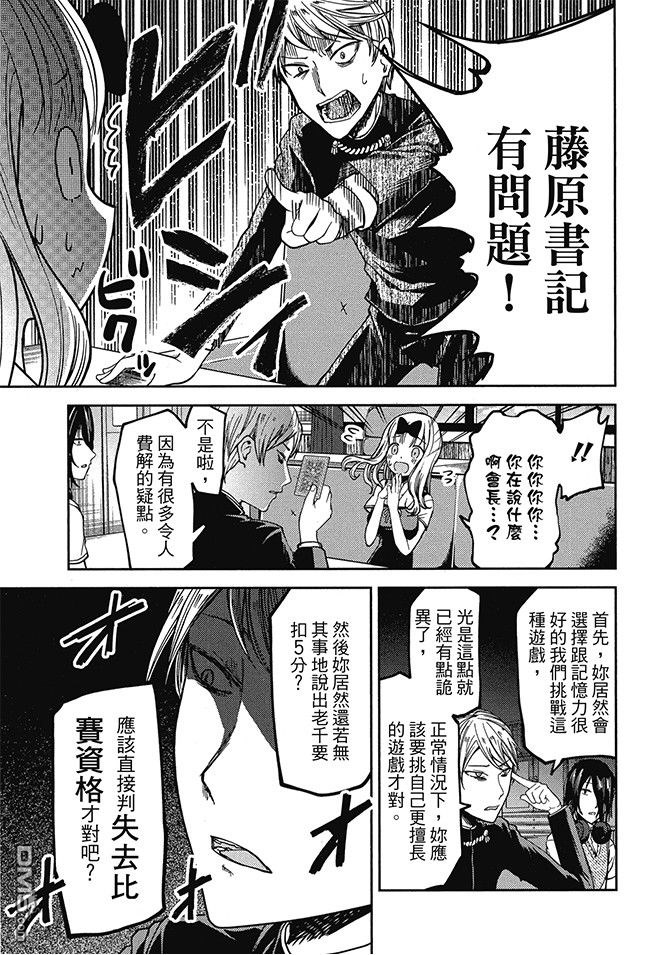 藤原書記
有問題！
ビシッ
ビク
你你你你…
你在說什麼
啊會長…？
不是啦，
因為有很多令人
費解的疑點。
首先，妳居然會
選擇跟記憶力很
好的我們挑戰這
種遊戲，
光是這點就
已經有點詭
異了，
正常情況下，妳應
該要挑自己更擅長
的遊戲才對。
然後妳居然還若無
其事地說出老千要
扣5分？
應該直接判失去比
賽資格才對吧？
オオ
オオ
DM5.com